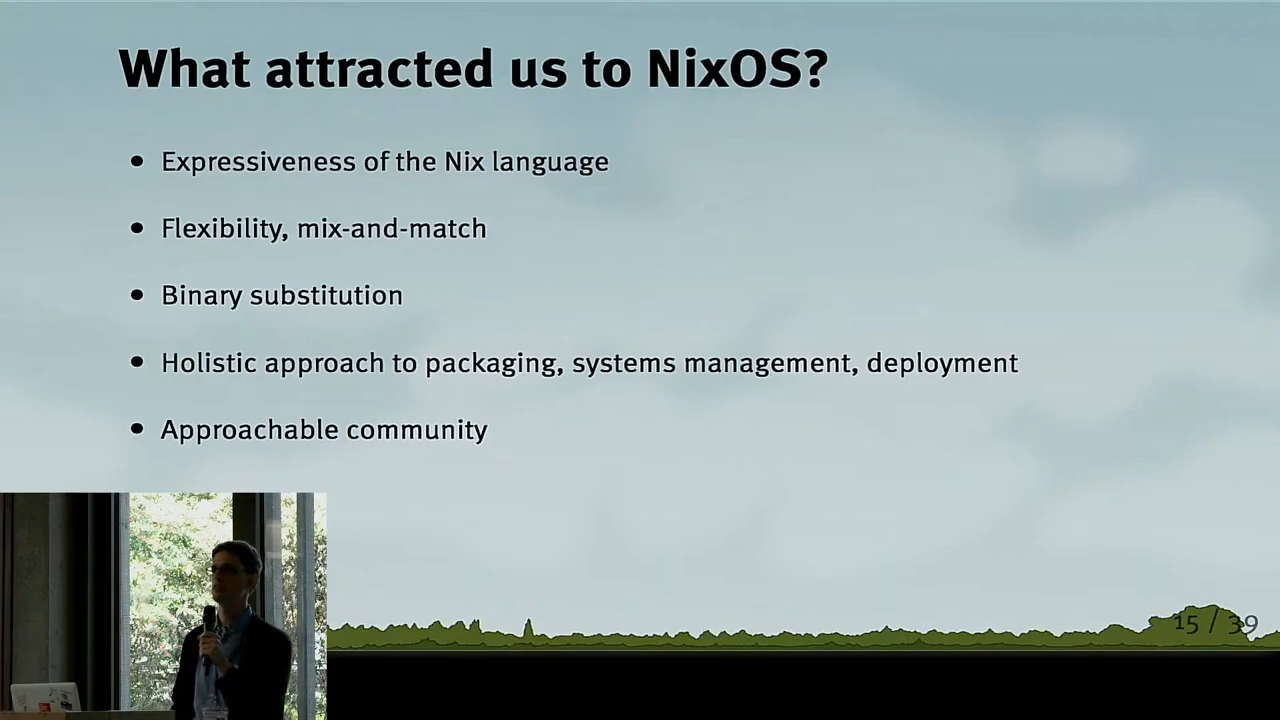 What attracted us to NixOS?
• Expressiveness of the Nix language
• Flexibility, mix-and-match
• Binary substitution
• Holistic approach to packaging, systems management, deployment
• Approachable community
15 / 39